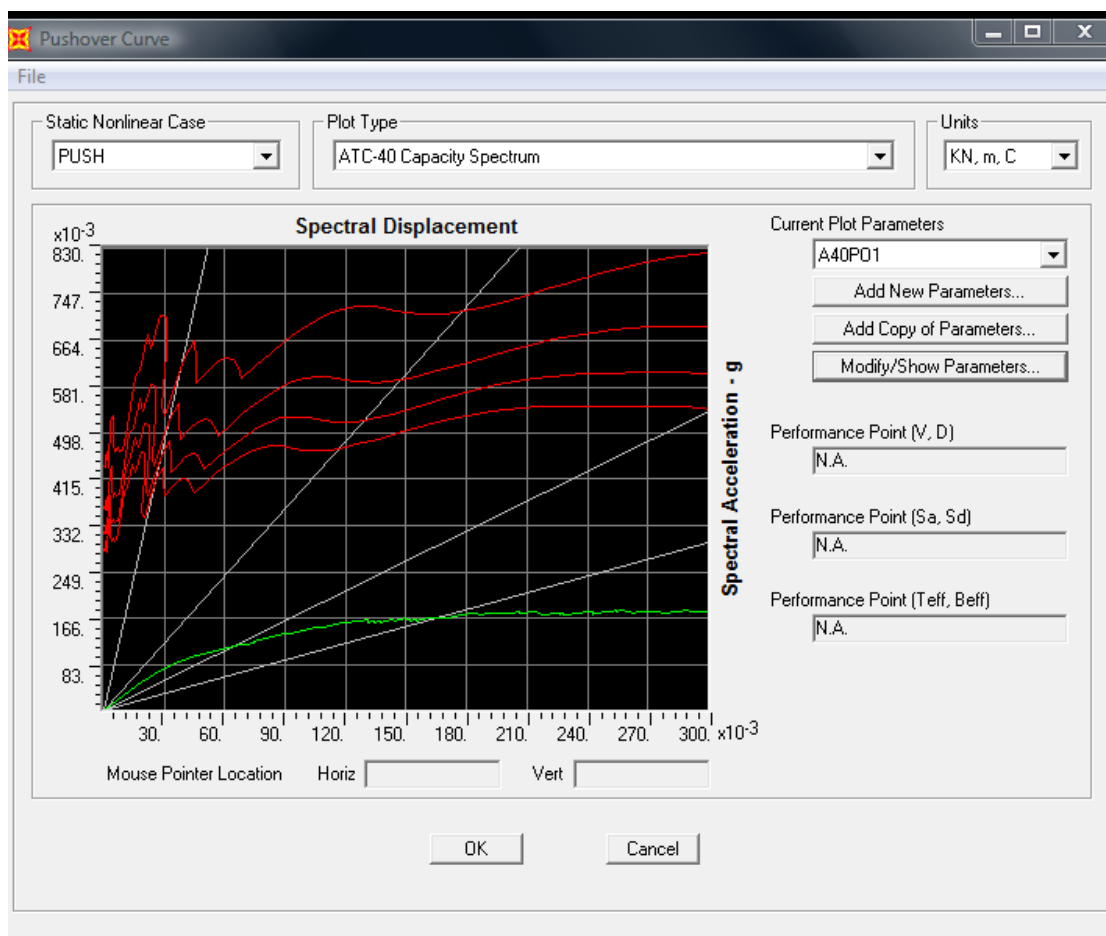 Pushover Curve
File
Static Nonlinear Case
PUSH
Plot Type
ATC-40 Capacity Spectrum
Units
KN, m, C
Spectral Displacement
x10-3
830.
747.
664.
581.
498.
415.
332.
249.
166.
83.
30. 60. 90. 120. 150. 180. 210. 240. 270. 300. x10-3
Spectral Acceleration - g
Mouse Pointer Location Horiz Vert
Current Plot Parameters
A40PO1
Add New Parameters...
Add Copy of Parameters...
Modify/Show Parameters...
Performance Point (V, D)
N.A.
Performance Point (Sa, Sd)
N.A.
Performance Point (Teff, Beff)
N.A.
OK Cancel